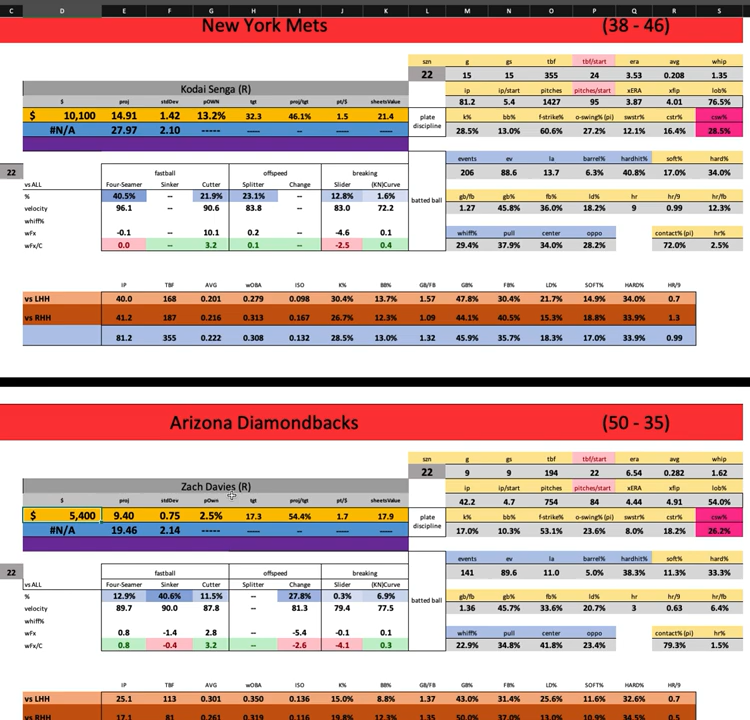 C D E F G H I J K L M N O P Q R S
New York Mets (38 - 46)
szn g gs tbf tbf/start era avg whip
22 15 15 355 24 3.53 0.208 1.35
Kodai Senga (R) ip ip/start pitches pitches/start xERA xfip lob%
$ proj stdDev pOWN tgt proj/tgt pt/$ sheetsValue 81.2 5.4 1427 95 3.87 4.01 76.5%
$ 10,100 14.91 1.42 13.2% 32.3 46.1% 1.5 21.4 plate discipline k% bb% f-strike% o-swing% (pi) swstr% cstr% csw%
#N/A 27.97 2.10 ----- ---- -- ---- 28.5% 13.0% 60.6% 27.2% 12.1% 16.4% 28.5%
events ev la barrel% hardhit% soft% hard%
22 fastball offspeed breaking 206 88.6 13.7 6.3% 40.8% 17.0% 34.0%
vs ALL Four-Seamer Sinker Cutter Splitter Change Slider (KN)Curve
% 40.5% -- 21.9% 23.1% -- 12.8% 1.6% batted ball gb/fb gb% fb% ld% hr hr/9 hr/fb
velocity 96.1 -- 90.6 83.8 -- 83.0 72.2 1.27 45.8% 36.0% 18.2% 9 0.99 12.3%
whiff%
wFx -0.1 -- 10.1 0.2 -- -4.6 0.1 whiff% pull center oppo contact% (pi) hr%
wFx/C 0.0 -- 3.2 0.1 -- -2.5 0.4 29.4% 37.9% 34.0% 28.2% 72.0% 2.5%
IP TBF AVG wOBA ISO K% BB% GB/FB GB% FB% LD% SOFT% HARD% HR/9
vs LHH 40.0 168 0.201 0.279 0.098 30.4% 13.7% 1.57 47.8% 30.4% 21.7% 14.9% 34.0% 0.7
vs RHH 41.2 187 0.216 0.313 0.167 26.7% 12.3% 1.09 44.1% 40.5% 15.3% 18.8% 33.9% 1.3
81.2 355 0.222 0.308 0.132 28.5% 13.0% 1.32 45.9% 35.7% 18.3% 17.0% 33.9% 0.99
Arizona Diamondbacks (50 - 35)
szn g gs tbf tbf/start era avg whip
22 9 9 194 22 6.54 0.282 1.62
Zach Davies (R) ip ip/start pitches pitches/start xERA xfip lob%
$ proj stdDev pOwn tgt proj/tgt pt/$ sheetsValue 42.2 4.7 754 84 4.44 4.91 54.0%
$ 5,400 9.40 0.75 2.5% 17.3 54.4% 1.7 17.9 plate discipline k% bb% f-strike% o-swing% (pi) swstr% cstr% csw%
#N/A 19.46 2.14 ----- ---- -- ---- 17.0% 10.3% 53.1% 23.6% 8.0% 18.2% 26.2%
events ev la barrel% hardhit% soft% hard%
22 fastball offspeed breaking 141 89.6 11.0 5.0% 38.3% 11.3% 33.3%
vs ALL Four-Seamer Sinker Cutter Splitter Change Slider (KN)Curve
% 12.9% 40.6% 11.5% -- 27.8% 0.3% 6.9% batted ball gb/fb gb% fb% ld% hr hr/9 hr/fb
velocity 89.7 90.0 87.8 -- 81.3 79.4 77.5 1.36 45.7% 33.6% 20.7% 3 0.63 6.4%
whiff%
wFx 0.8 -1.4 2.8 -- -5.4 -0.1 0.1 whiff% pull center oppo contact% (pi) hr%
wFx/C 0.8 -0.4 3.2 -- -2.6 -4.1 0.3 22.9% 34.8% 41.8% 23.4% 79.3% 1.5%
IP TBF AVG wOBA ISO K% BB% GB/FB GB% FB% LD% SOFT% HARD% HR/9
vs LHH 25.1 113 0.301 0.350 0.136 15.0% 8.8% 1.37 43.0% 31.4% 25.6% 11.6% 32.6% 0.7
vs RHH 17.1 81 0.261 0.319 0.116 19.8% 12.3% 1.35 50.0% 37.0% 13.0% 10.9% 34.5% 0.5